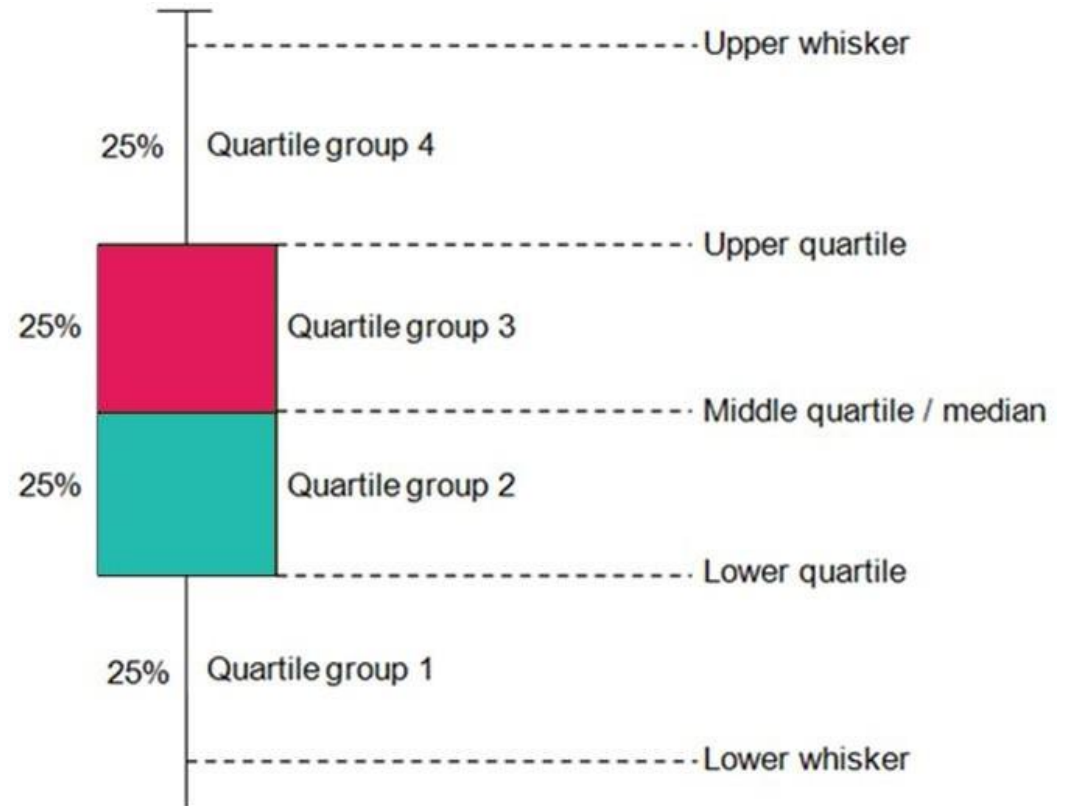 Upper whisker
25% Quartile group 4
Upper quartile
25% Quartile group 3
Middle quartile / median
25% Quartile group 2
Lower quartile
25% Quartile group 1
Lower whisker